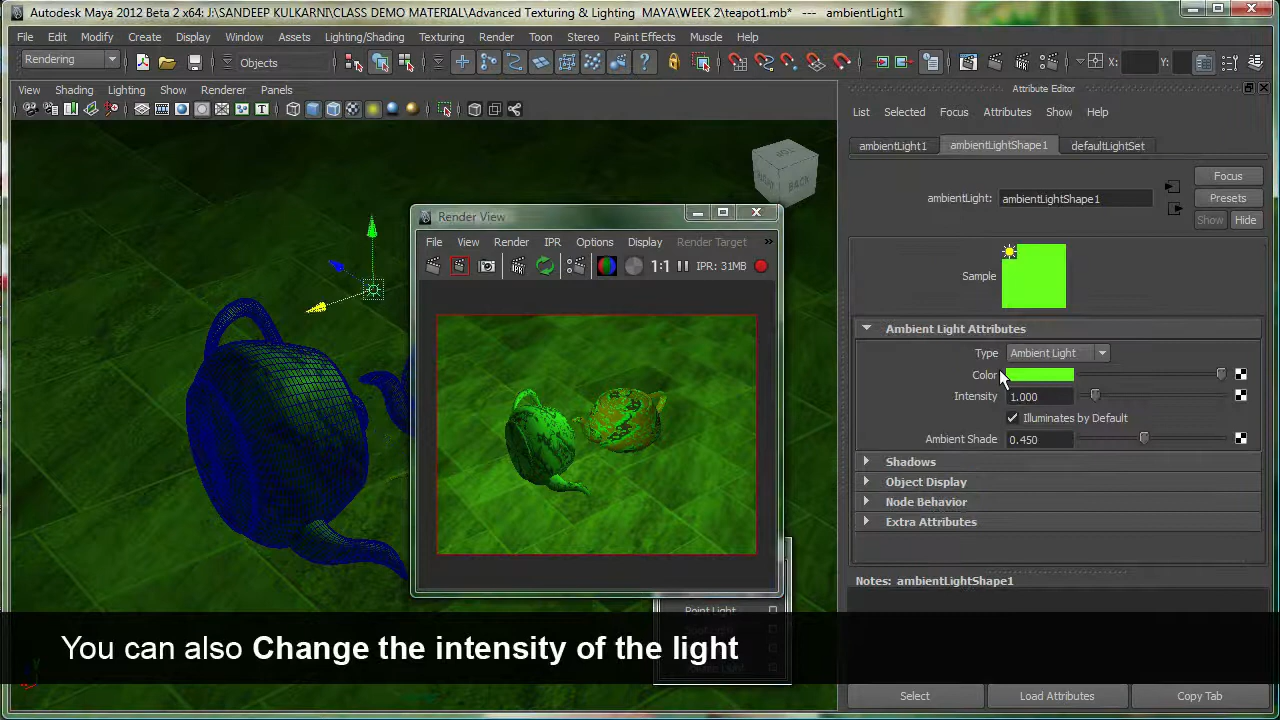 Autodesk Maya 2012 Beta 2 x64: J:\SANDEEP KULKARNI\CLASS DEMO MATERIAL\Advanced Texturing & Lighting MAYA\WEEK 2\teapot1.mb* --- ambientLight1
File Edit Modify Create Display Window Assets Lighting/Shading Texturing Render Toon Stereo Paint Effects Muscle Help
Rendering Objects X: Y:
View Shading Lighting Show Renderer Panels
Attribute Editor
List Selected Focus Attributes Show Help
ambientLight1 ambientLightShape1 defaultLightSet
Focus
ambientLight: ambientLightShape1 Presets
Show Hide
TOP
BACK
Render View
File View Render IPR Options Display Render Target »
1:1 IPR: 31MB
Sample
Ambient Light Attributes
Type Ambient Light
Color
Intensity 1.000
Illuminates by Default
Ambient Shade 0.450
Shadows
Object Display
Node Behavior
Extra Attributes
Notes: ambientLightShape1
Point Light
You can also Change the intensity of the light
Select Load Attributes Copy Tab